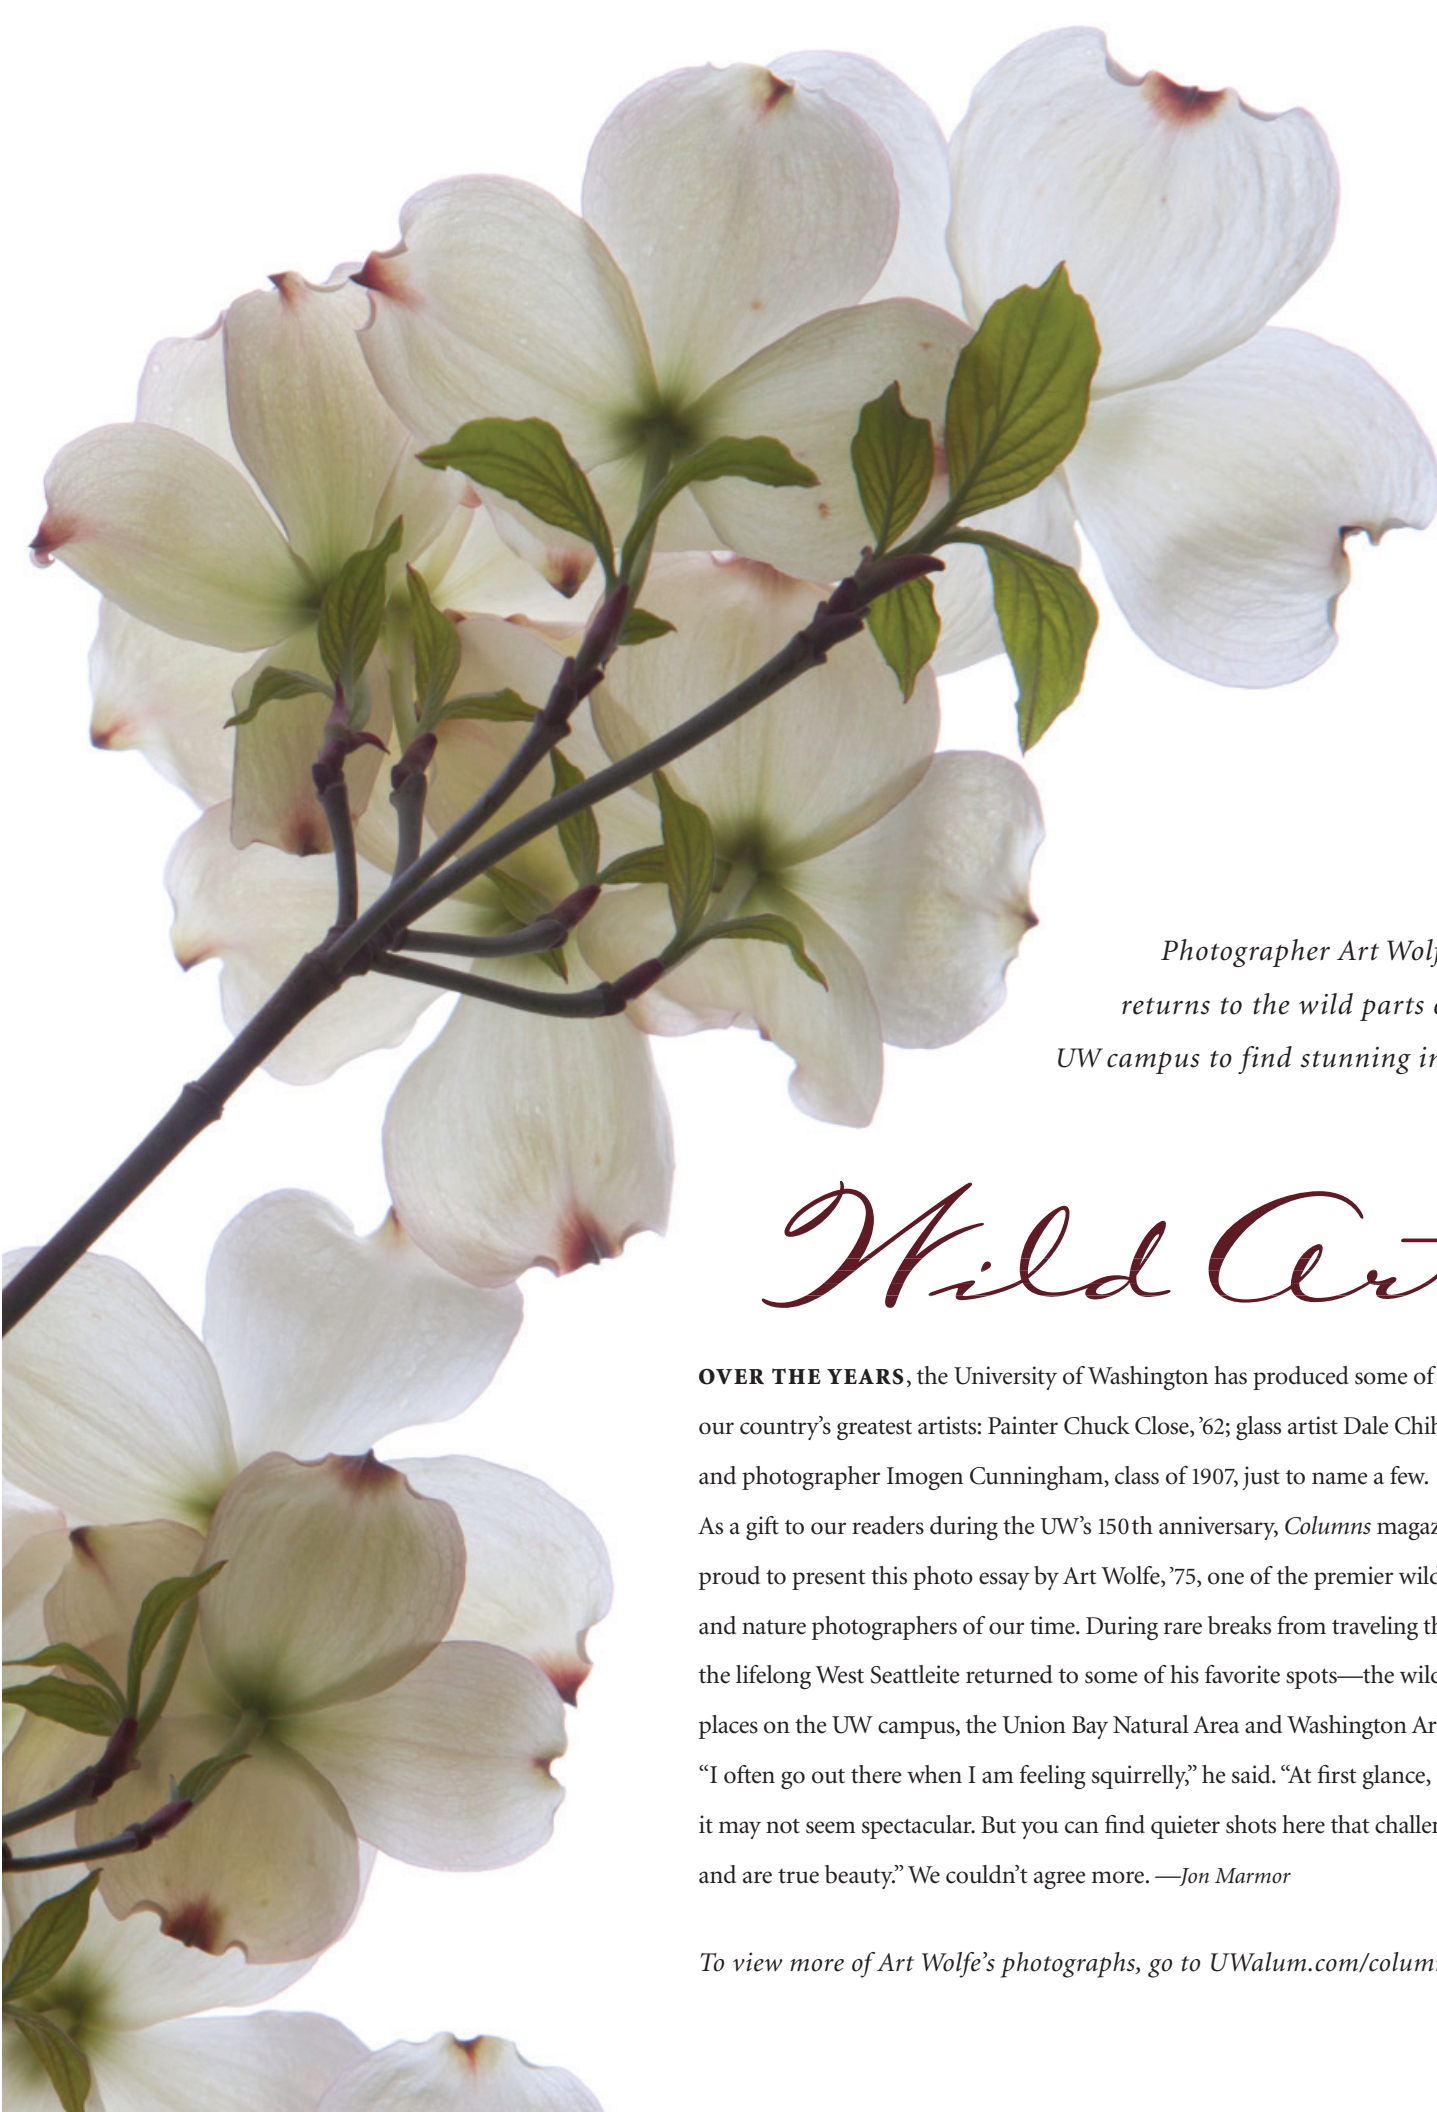 Photographer Art Wolf
returns to the wild parts
UW campus to find stunning
Wild Art
OVER THE YEARS, the University of Washington has produced some of
our country’s greatest artists: Painter Chuck Close, ’62; glass artist Dale Chih
and photographer Imogen Cunningham, class of 1907, just to name a few.
As a gift to our readers during the UW’s 150th anniversary, Columns magaz
proud to present this photo essay by Art Wolfe, ’75, one of the premier wild
and nature photographers of our time. During rare breaks from traveling th
the lifelong West Seattleite returned to some of his favorite spots—the wild
places on the UW campus, the Union Bay Natural Area and Washington Ar
“I often go out there when I am feeling squirrelly,” he said. “At first glance,
it may not seem spectacular. But you can find quieter shots here that challen
and are true beauty.” We couldn’t agree more. —Jon Marmor
To view more of Art Wolfe’s photographs, go to UWalum.com/colum